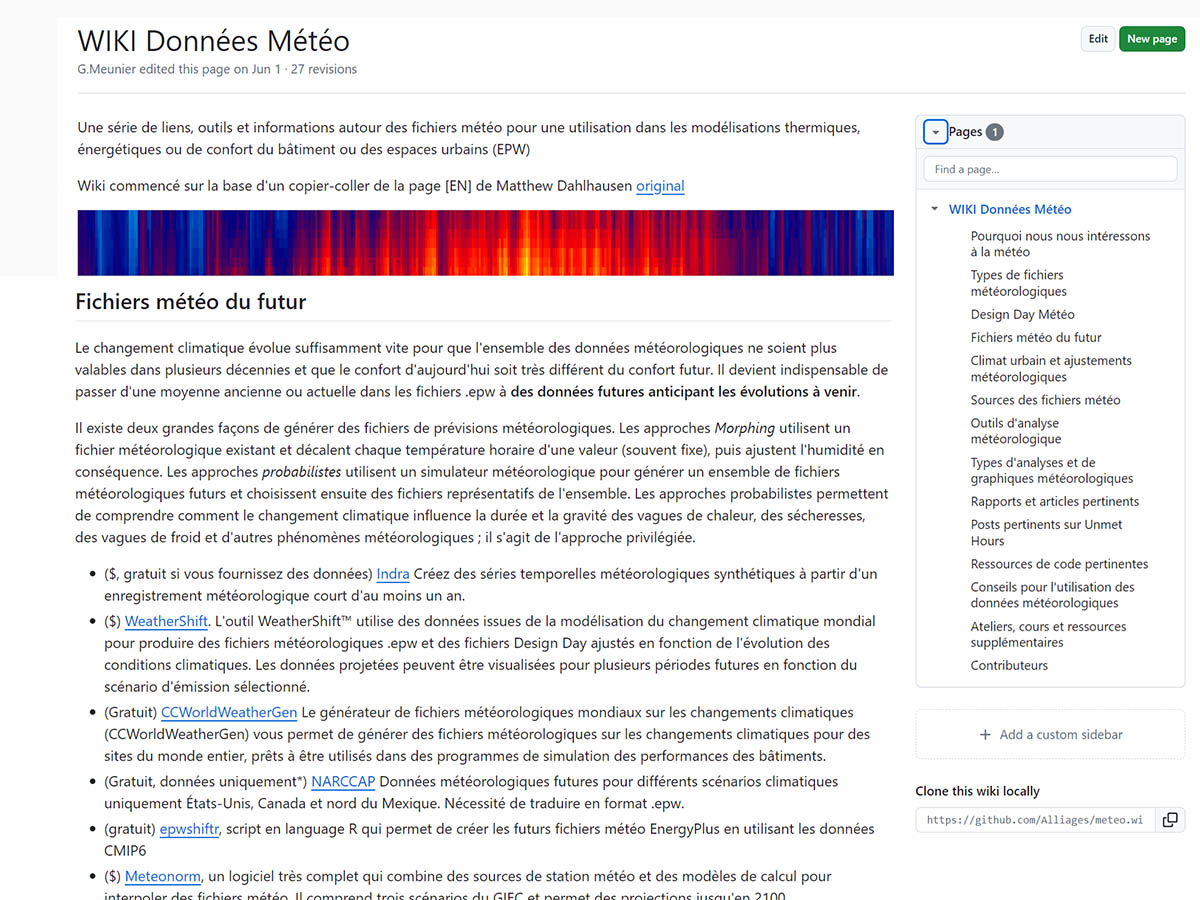 WIKI Données Météo
Edit
New page
G.Meunier edited this page on Jun 1 · 27 revisions
Une série de liens, outils et informations autour des fichiers météo pour une utilisation dans les modélisations thermiques,
énergétiques ou de confort du bâtiment ou des espaces urbains (EPW)
Wiki commencé sur la base d'un copier-coller de la page [EN] de Matthew Dahlhausen original
Fichiers météo du futur
Le changement climatique évolue suffisamment vite pour que l'ensemble des données météorologiques ne soient plus
valables dans plusieurs décennies et que le confort d'aujourd'hui soit très différent du confort futur. Il devient indispensable de
passer d'une moyenne ancienne ou actuelle dans les fichiers .epw à des données futures anticipant les évolutions à venir.
Il existe deux grandes façons de générer des fichiers de prévisions météorologiques. Les approches Morphing utilisent un
fichier météorologique existant et décalent chaque température horaire d'une valeur (souvent fixe), puis ajustent l'humidité en
conséquence. Les approches probabilistes utilisent un simulateur météorologique pour générer un ensemble de fichiers
météorologiques futurs et choisissent ensuite des fichiers représentatifs de l'ensemble. Les approches probabilistes permettent
de comprendre comment le changement climatique influence la durée et la gravité des vagues de chaleur, des sécheresses,
des vagues de froid et d'autres phénomènes météorologiques ; il s'agit de l'approche privilégiée.
• ($, gratuit si vous fournissez des données) Indra Créez des séries temporelles météorologiques synthétiques à partir d'un
enregistrement météorologique court d'au moins un an.
• ($) WeatherShift. L'outil WeatherShift™ utilise des données issues de la modélisation du changement climatique mondial
pour produire des fichiers météorologiques .epw et des fichiers Design Day ajustés en fonction de l'évolution des
conditions climatiques. Les données projetées peuvent être visualisées pour plusieurs périodes futures en fonction du
scénario d'émission sélectionné.
• (Gratuit) CCWorldWeatherGen Le générateur de fichiers météorologiques mondiaux sur les changements climatiques
(CCWorldWeatherGen) vous permet de générer des fichiers météorologiques sur les changements climatiques pour des
sites du monde entier, prêts à être utilisés dans des programmes de simulation des performances des bâtiments.
• (Gratuit, données uniquement*) NARCCAP Données météorologiques futures pour différents scénarios climatiques
uniquement États-Unis, Canada et nord du Mexique. Nécessité de traduire en format .epw.
• (gratuit) epwshiftr, script en language R qui permet de créer les futurs fichiers météo EnergyPlus en utilisant les données
CMIP6
• ($) Meteonorm, un logiciel très complet qui combine des sources de station météo et des modèles de calcul pour
interpoler des fichiers météo. Il comprend trois scénarios du GIEC et permet des projections jusqu'en 2100
Pages 1
Find a page...
WIKI Données Météo
Pourquoi nous nous intéressons
à la météo
Types de fichiers
météorologiques
Design Day Météo
Fichiers météo du futur
Climat urbain et ajustements
météorologiques
Sources des fichiers météo
Outils d'analyse
météorologique
Types d'analyses et de
graphiques météorologiques
Rapports et articles pertinents
Posts pertinents sur Unmet
Hours
Ressources de code pertinentes
Conseils pour l'utilisation des
données météorologiques
Ateliers, cours et ressources
supplémentaires
Contributeurs
+ Add a custom sidebar
Clone this wiki locally
https://github.com/Alliages/meteo.wi